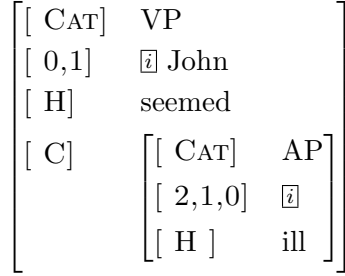 [ CAT] VP
[ 0,1] i John
[ H] seemed
[ C] [ CAT] AP
[ 2,1,0] i
[ H ] ill